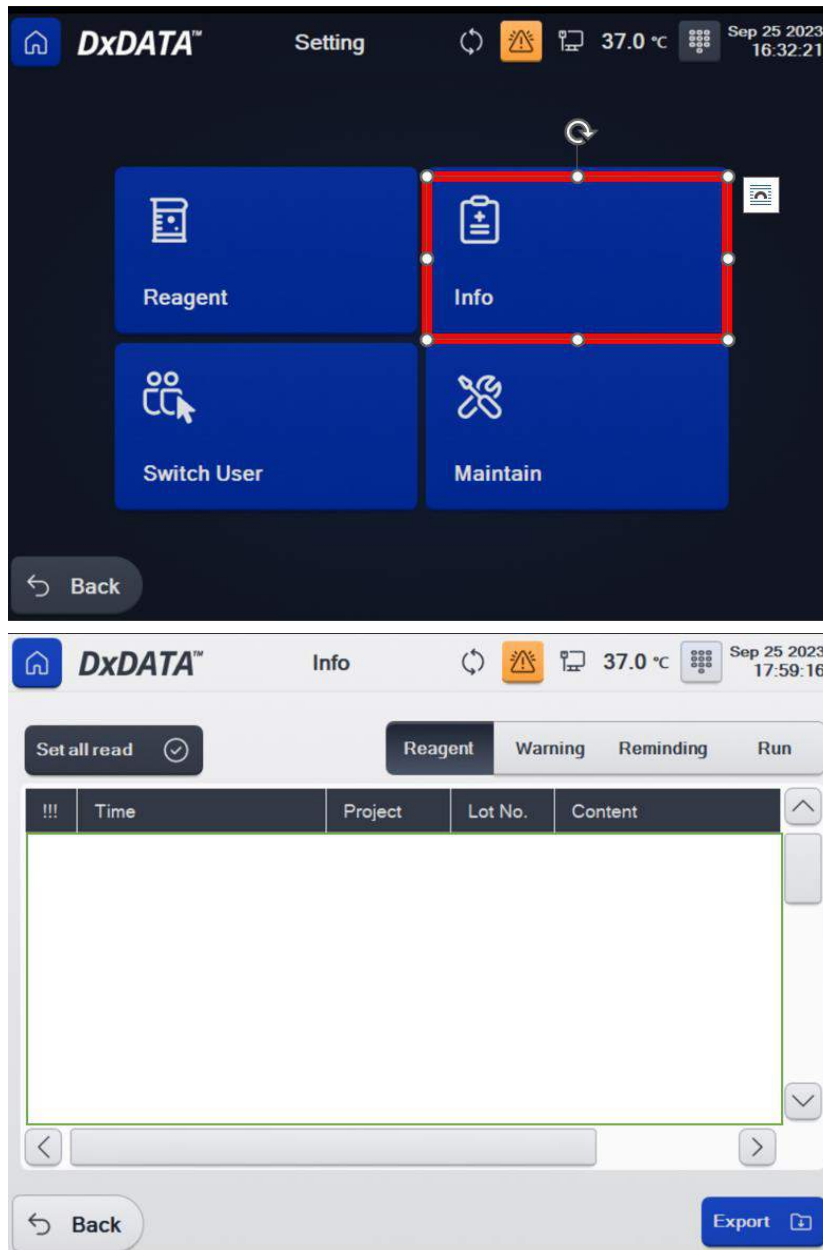 DxDATA™ Setting 37.0 ℃ Sep 25 2023
16:32:21
Reagent Info
Switch User Maintain
Back
DxDATA™ Info 37.0 ℃ Sep 25 2023
17:59:16
Set all read Reagent Warning Reminding Run
!!! Time Project Lot No. Content
Back Export